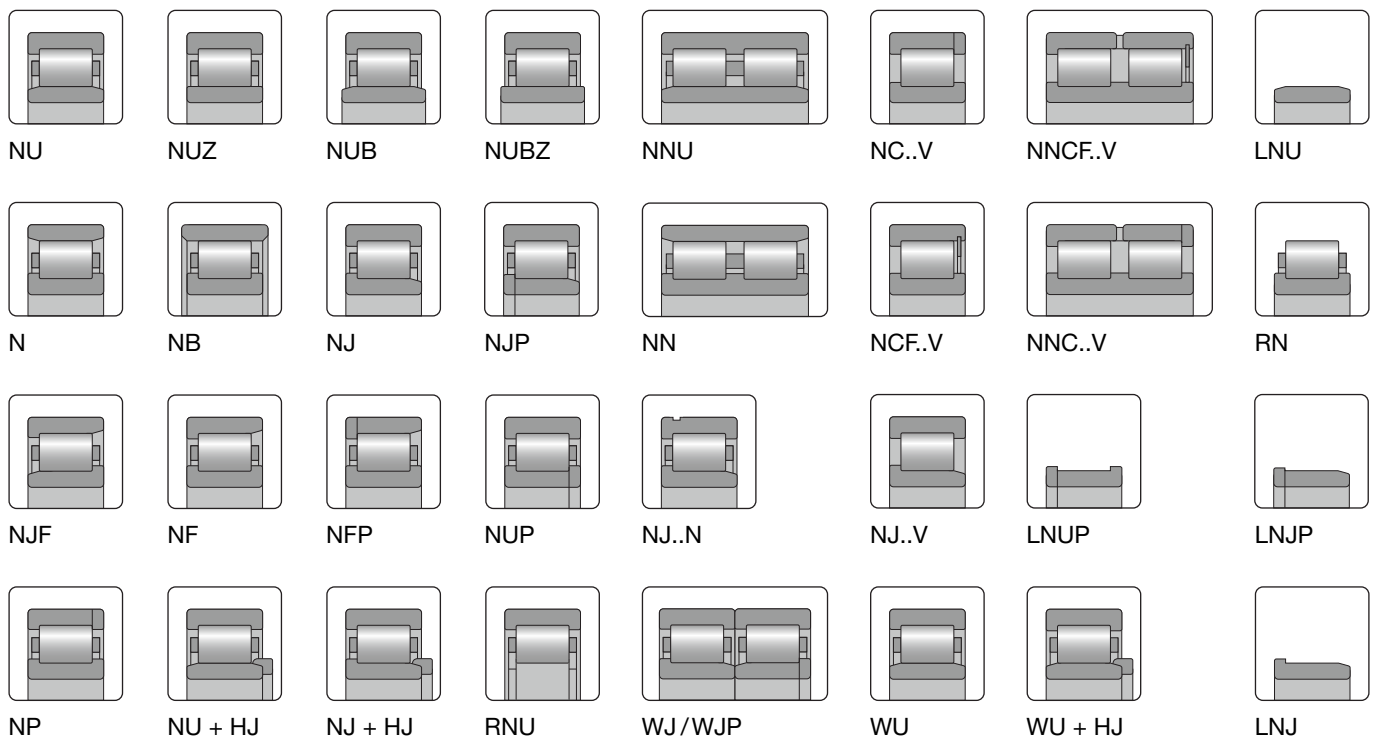 NU NUZ NUB NUBZ NNU NC..V NNCF..V LNU
N NB NJ NJP NN NCF..V NNC..V RN
NJF NF NFP NUP NJ..N NJ..V LNUP LNJP
NP NU + HJ NJ + HJ RNU WJ/WJP WU WU + HJ LNJ